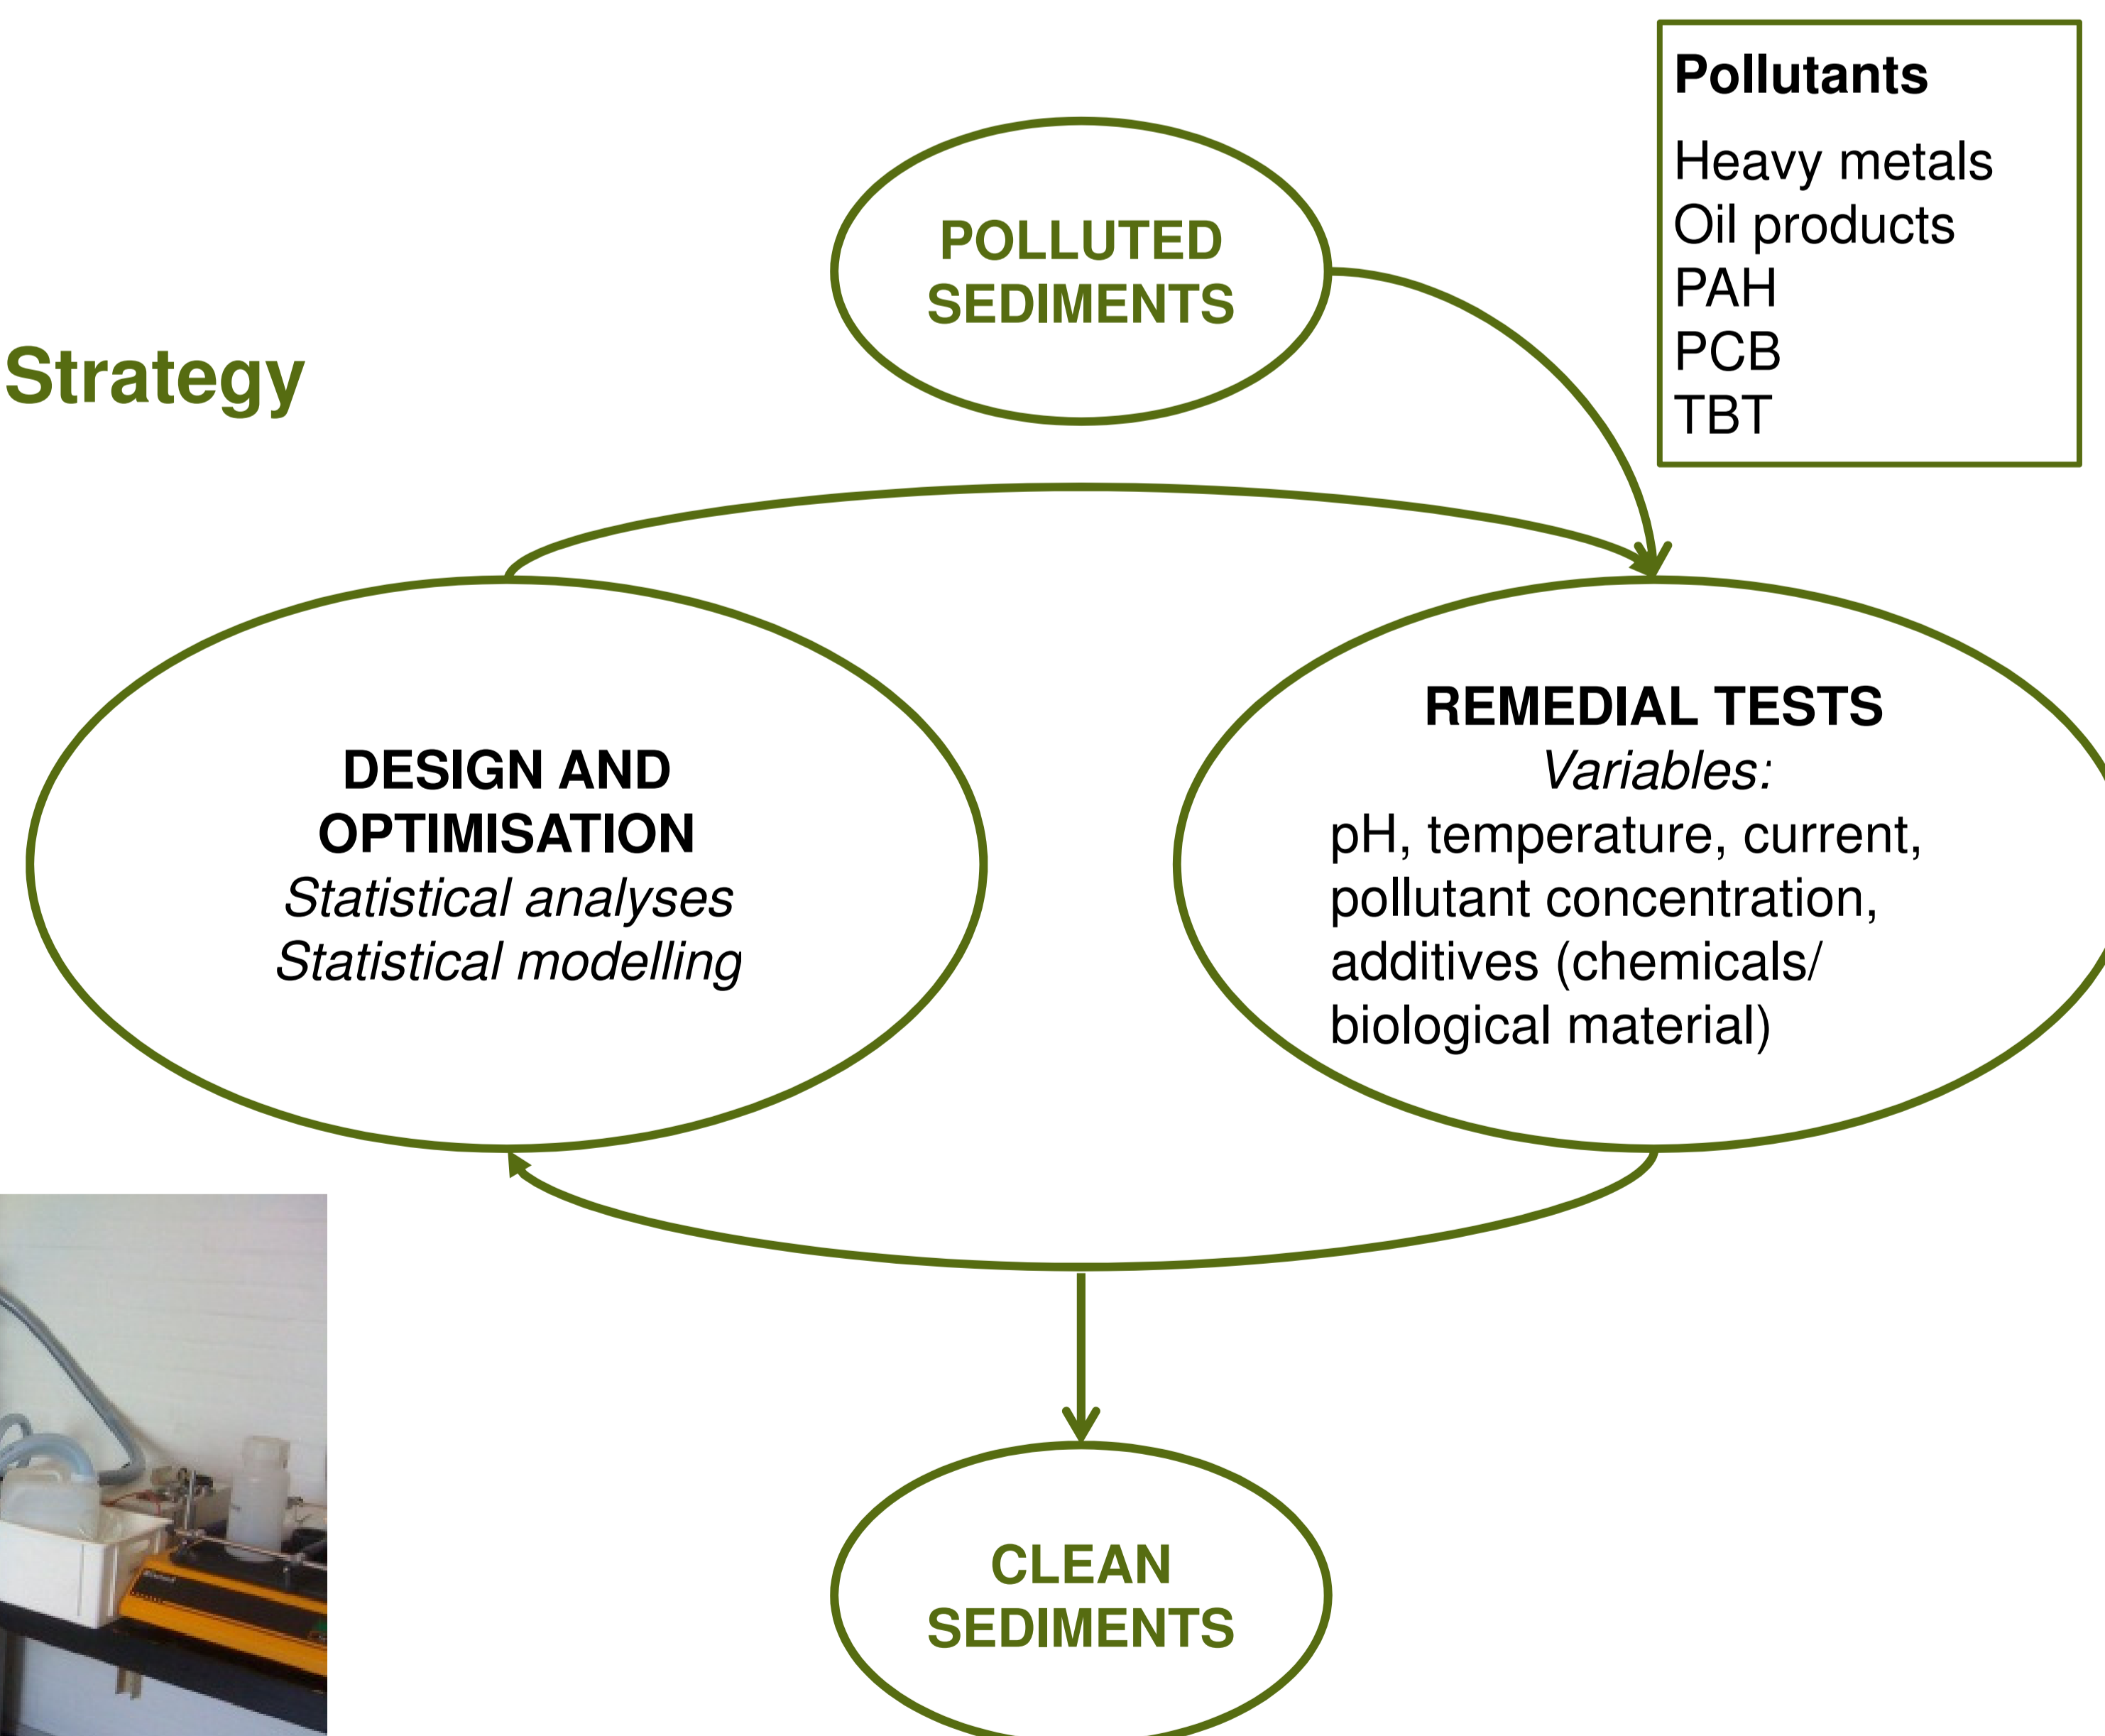 Pollutants
Heavy metals
Oil products
PAH
PCB
TBT
POLLUTED
SEDIMENTS
Strategy
DESIGN AND
OPTIMISATION
Statistical analyses
Statistical modelling
REMEDIAL TESTS
Variables:
pH, temperature, current,
pollutant concentration,
additives (chemicals/
biological material)
CLEAN
SEDIMENTS